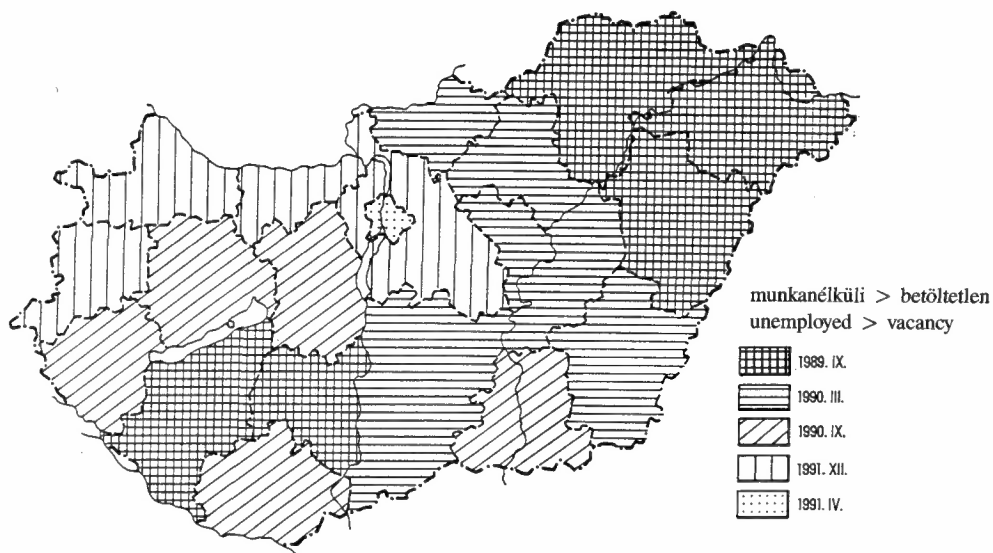 munkanélküli > betöltetlen
unemployed > vacancy
1989. IX.
1990. III.
1990. IX.
1991. XII.
1991. IV.